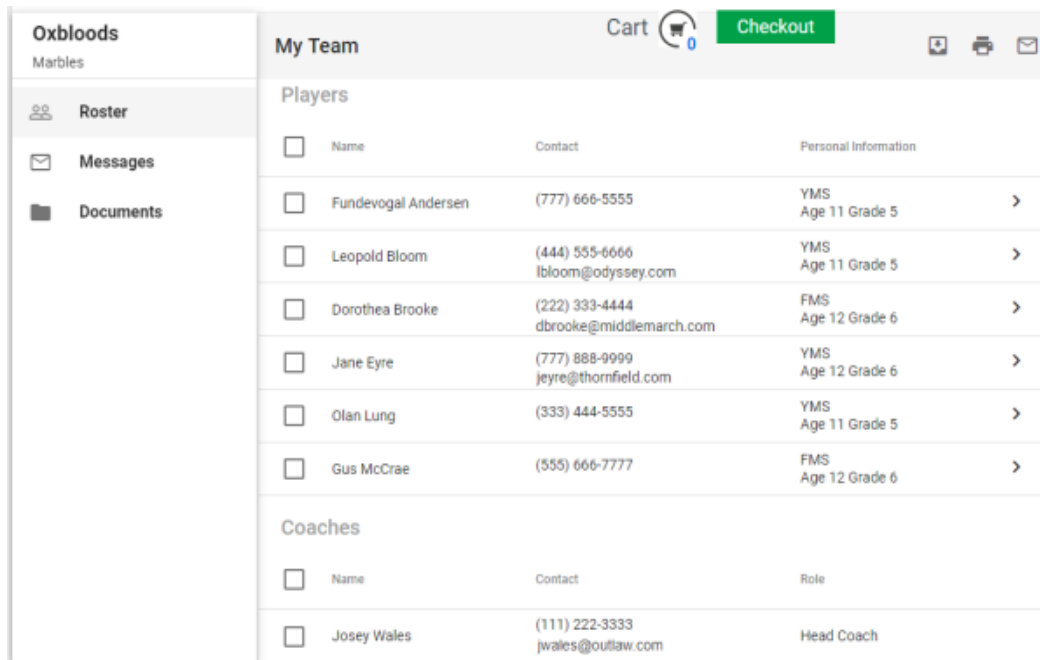 Oxbloods
Marbles
Roster
Messages
Documents
My Team
Cart 0 Checkout
Players
Name Contact Personal Information
Fundevogal Andersen (777) 666-5555 YMS
Age 11 Grade 5
Leopold Bloom (444) 555-6666 YMS
lbloom@odyssey.com Age 11 Grade 5
Dorothea Brooke (222) 333-4444 FMS
dbrooke@middlemarch.com Age 12 Grade 6
Jane Eyre (777) 888-9999 YMS
jeyre@thornfield.com Age 12 Grade 6
Olan Lung (333) 444-5555 YMS
Age 11 Grade 5
Gus McCrae (555) 666-7777 FMS
Age 12 Grade 6
Coaches
Name Contact Role
Josey Wales (111) 222-3333 Head Coach
jwales@outlaw.com